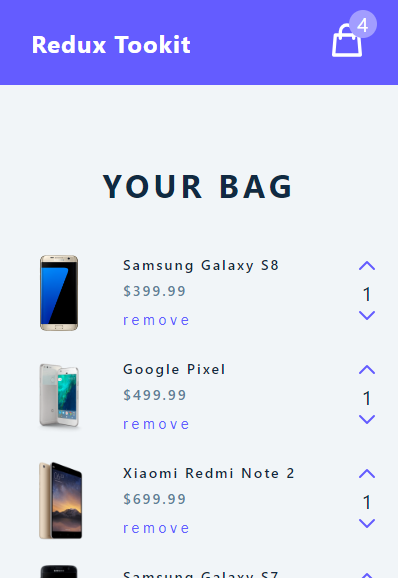 Redux Tookit
4
YOUR BAG
Samsung Galaxy S8
$399.99
remove
1
Google Pixel
$499.99
remove
1
Xiaomi Redmi Note 2
$699.99
remove
1
Samsung Galaxy S7